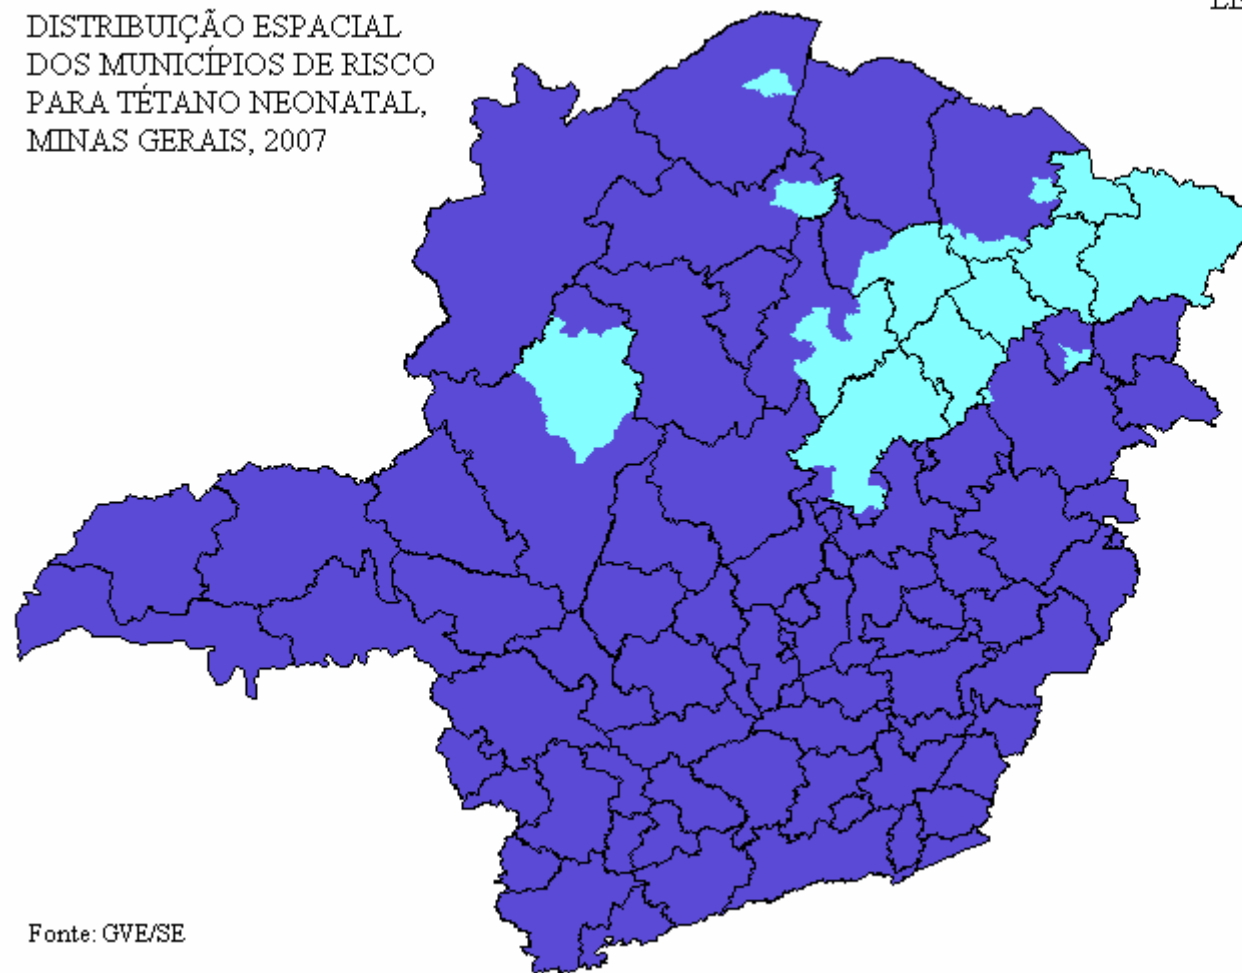 DISTRIBUIÇÃO ESPACIAL
DOS MUNICÍPIOS DE RISCO
PARA TÉTANO NEONATAL,
MINAS GERAIS, 2007
Fonte: GVE/SE